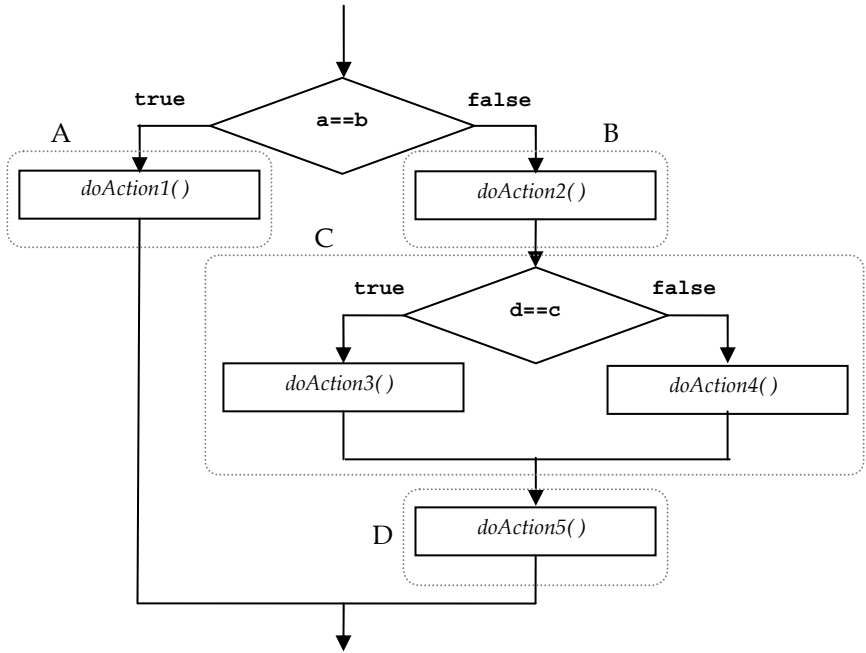 true
false
a==b
A
B
doAction1( )
doAction2( )
C
true
false
d==c
doAction3( )
doAction4( )
doAction5( )
D